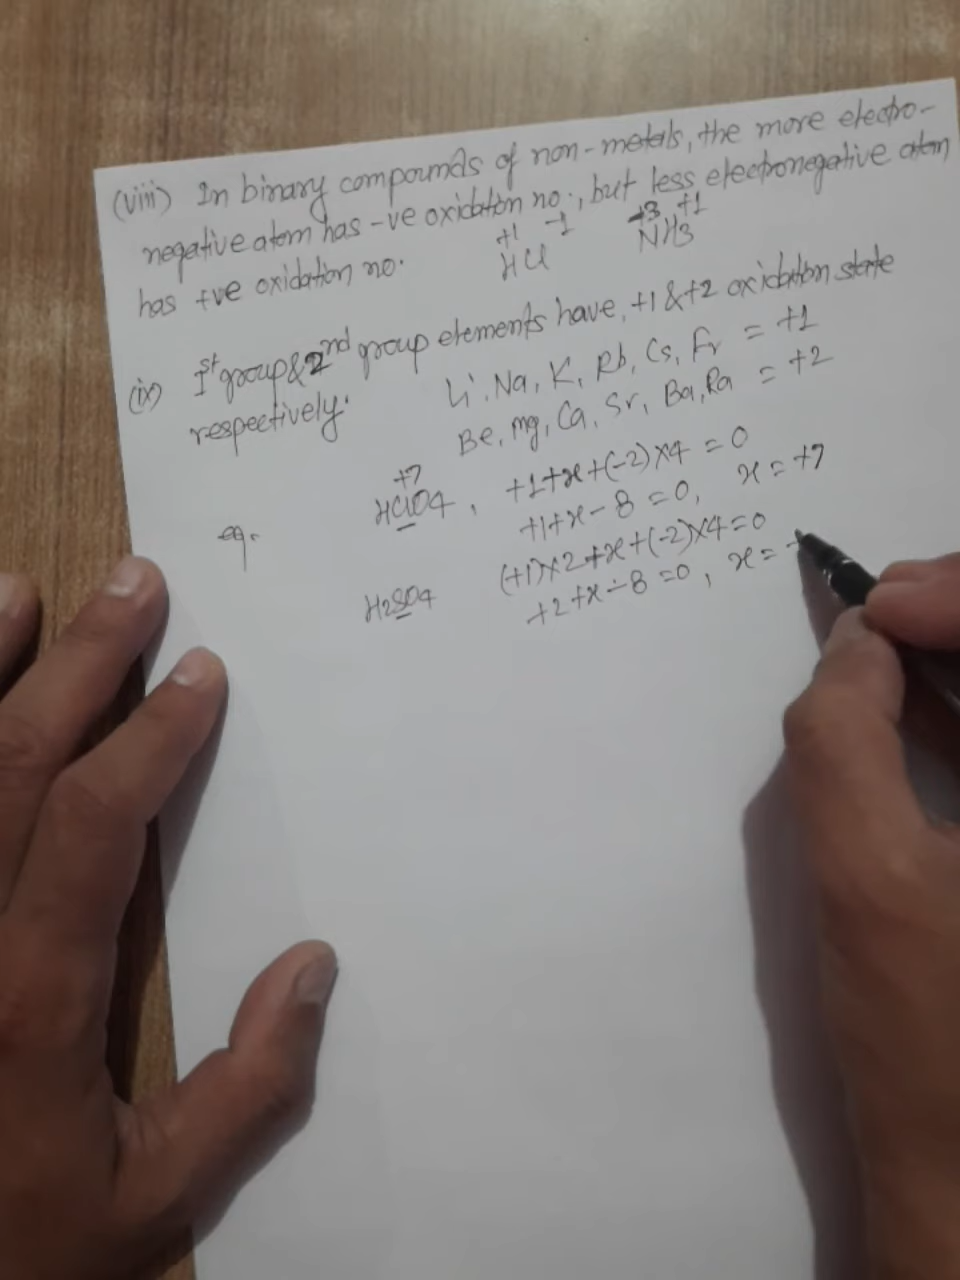 (viii) In binary compounds of non-metals, the more electro-
negative atom has -ve oxidation no., but less electronegative atom
has +ve oxidation no.
+1 -1
HCl
-3 +1
NH3
(ix) 1st group & 2nd group elements have, +1 & +2 oxidation state
respectively.
Li, Na, K, Rb, Cs, Fr = +1
Be, Mg, Ca, Sr, Ba, Ra = +2
eg.
+7
HClO4, +1+x+(-2)×4 = 0
+1+x-8 = 0, x = +7
H2SO4 (+1)×2+x+(-2)×4=0
+2+x-8=0, x = +